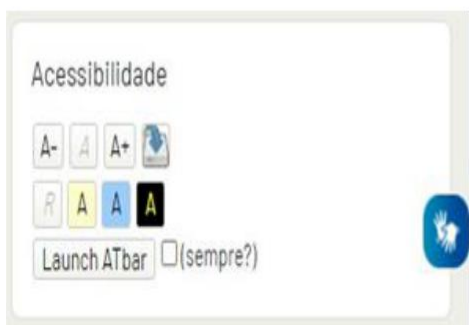 Acessibilidade
A- A A+
R A A A
Launch ATbar (sempre?)